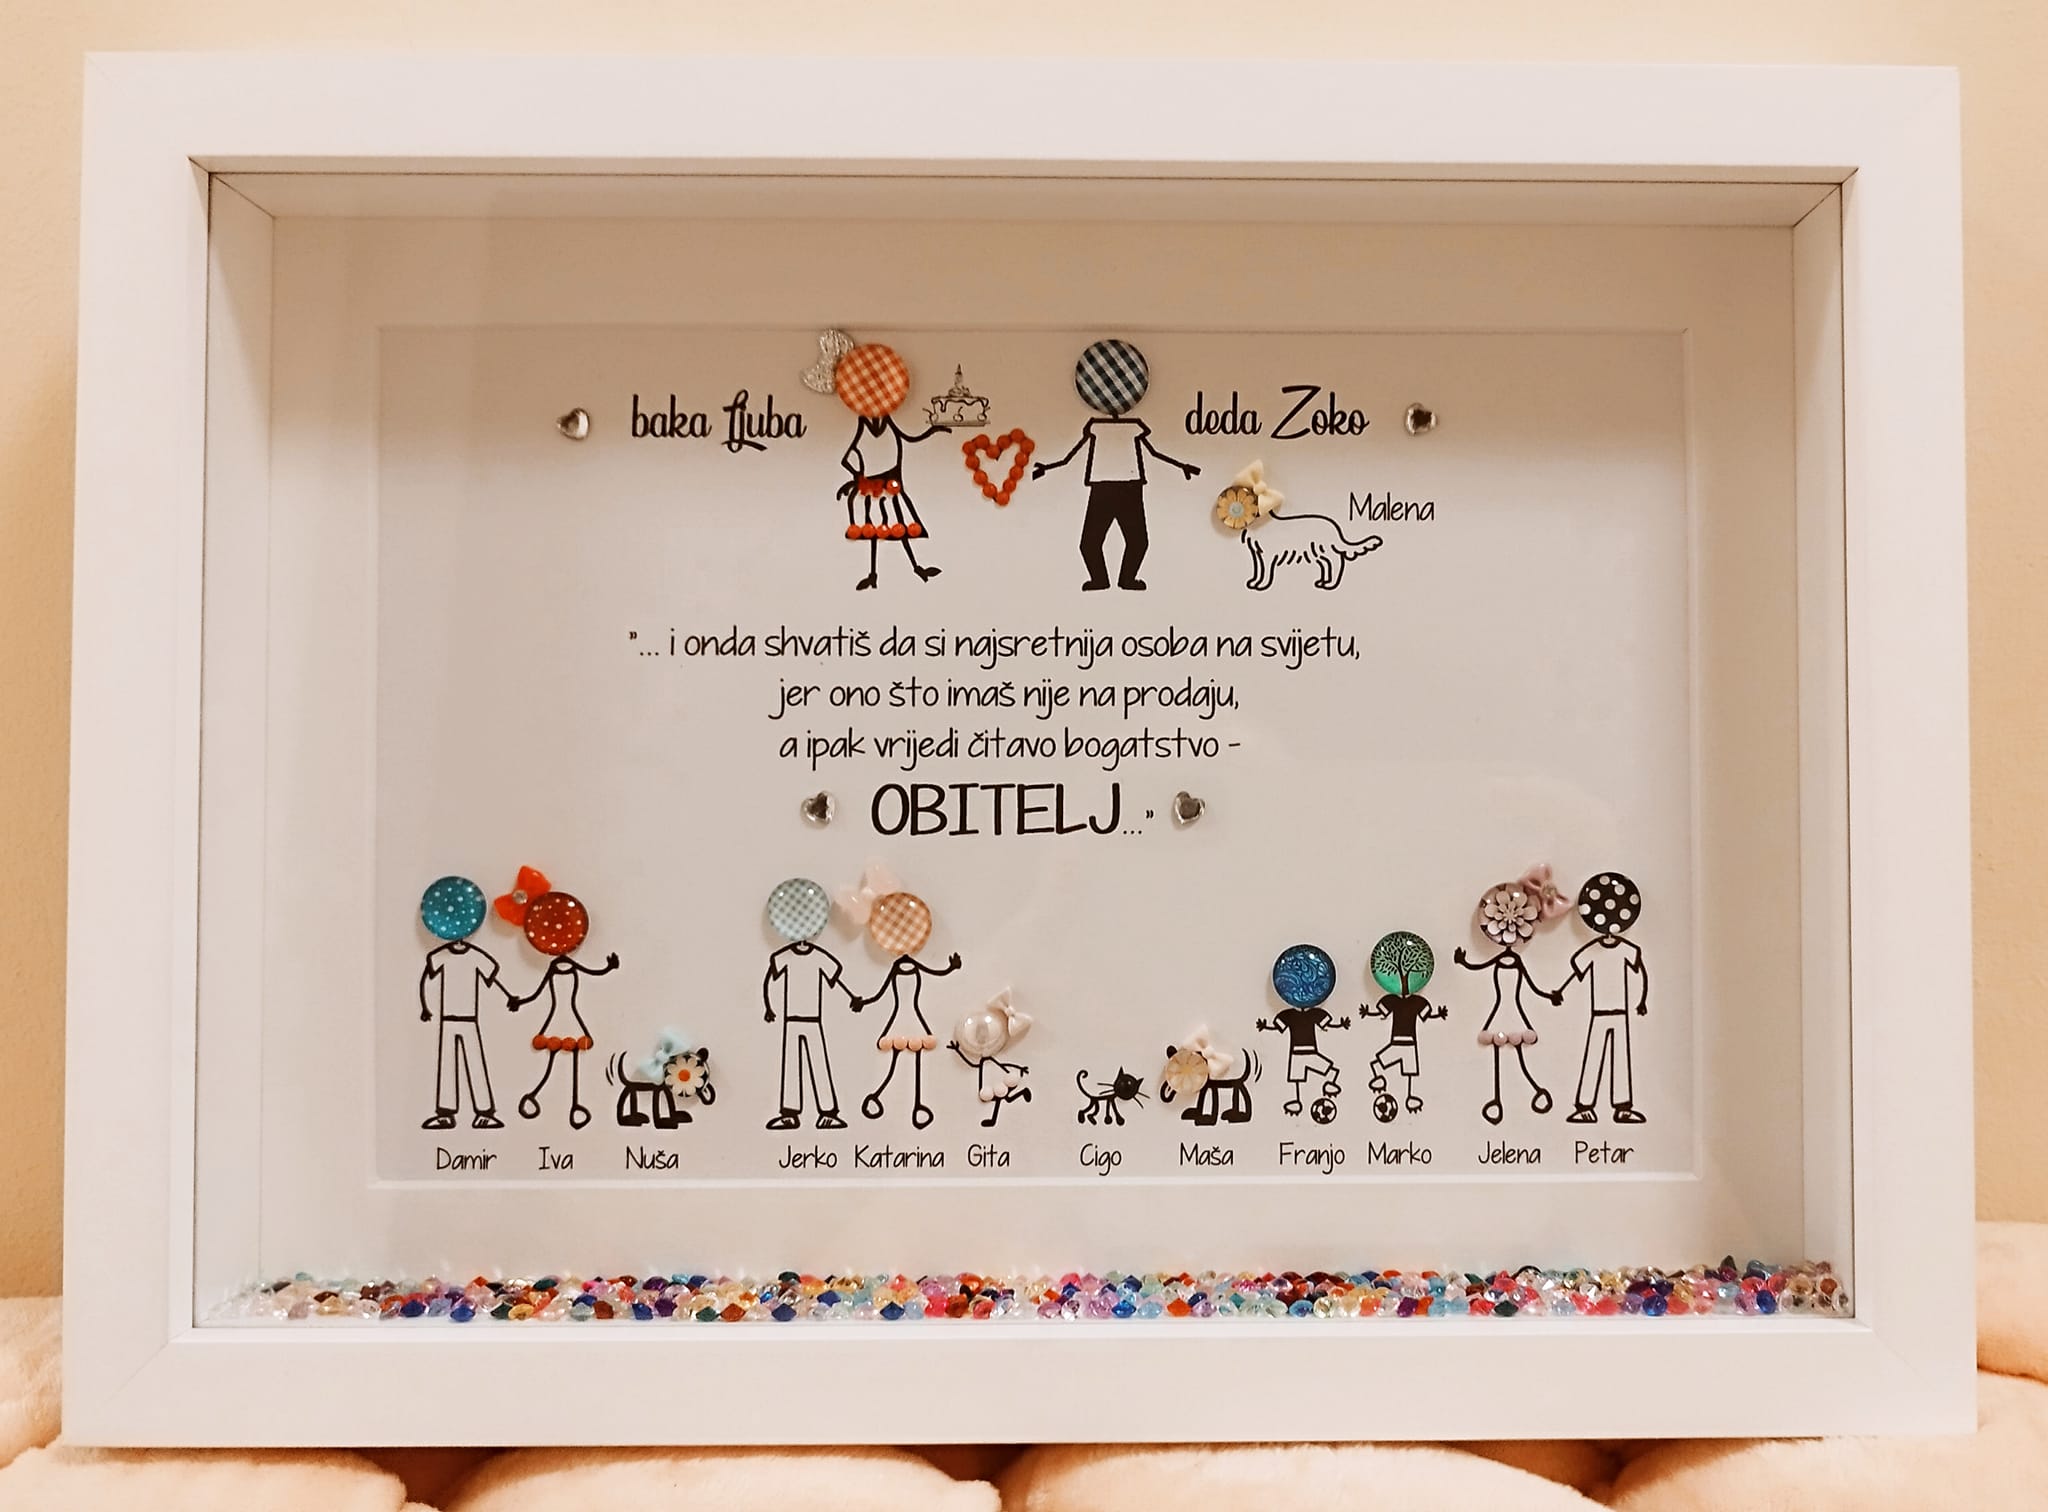 baka Ljuba
deda Zoko
Malena
"... i onda shvatiš da si najsretnija osoba na svijetu,
jer ono što imaš nije na prodaju,
a ipak vrijedi čitavo bogatstvo -
OBITELJ..."
Damir Iva Nuša Jerko Katarina Gita Cigo Maša Franjo Marko Jelena Petar